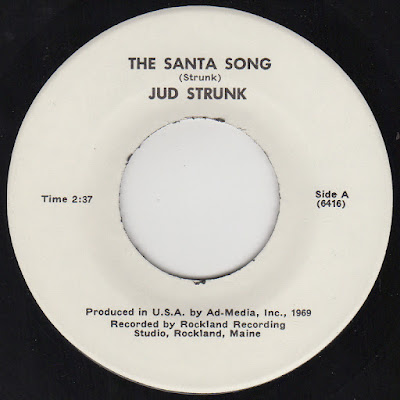 THE SANTA SONG
(Strunk)
JUD STRUNK
Time 2:37
Side A
(6416)
Produced in U.S.A. by Ad-Media, Inc., 1969
Recorded by Rockland Recording
Studio, Rockland, Maine